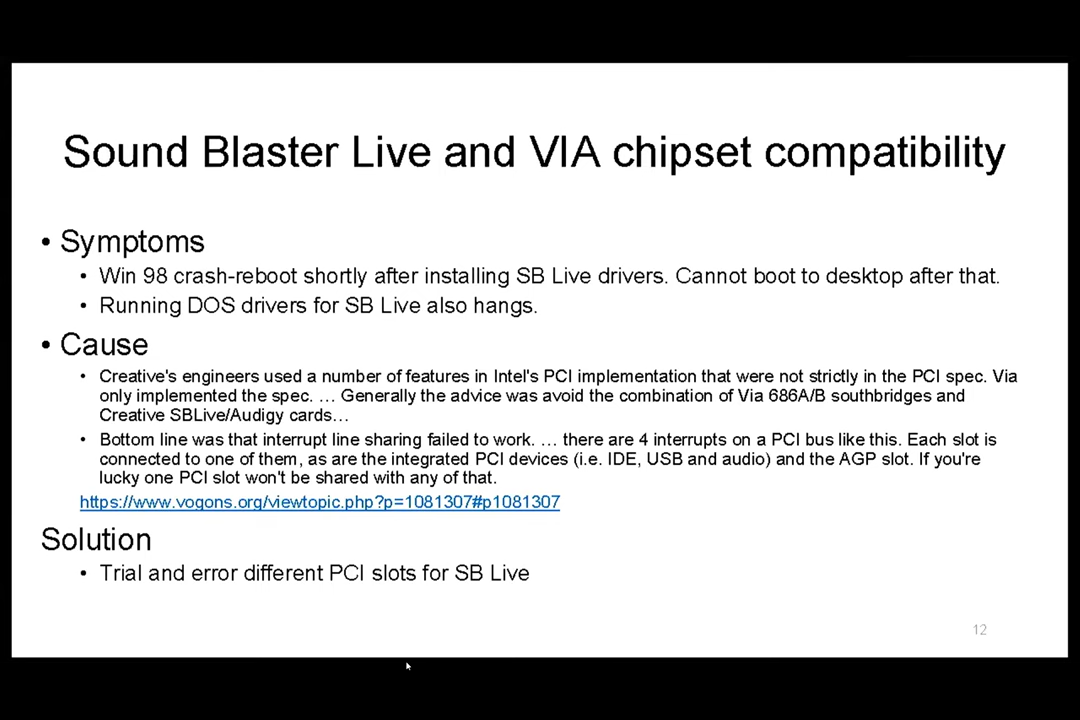 Sound Blaster Live and VIA chipset compatibility
• Symptoms
• Win 98 crash-reboot shortly after installing SB Live drivers. Cannot boot to desktop after that.
• Running DOS drivers for SB Live also hangs.
• Cause
• Creative's engineers used a number of features in Intel's PCI implementation that were not strictly in the PCI spec. Via
only implemented the spec. … Generally the advice was avoid the combination of Via 686A/B southbridges and
Creative SBLive/Audigy cards…
• Bottom line was that interrupt line sharing failed to work. … there are 4 interrupts on a PCI bus like this. Each slot is
connected to one of them, as are the integrated PCI devices (i.e. IDE, USB and audio) and the AGP slot. If you're
lucky one PCI slot won't be shared with any of that.
https://www.vogons.org/viewtopic.php?p=1081307#p1081307
Solution
• Trial and error different PCI slots for SB Live
12